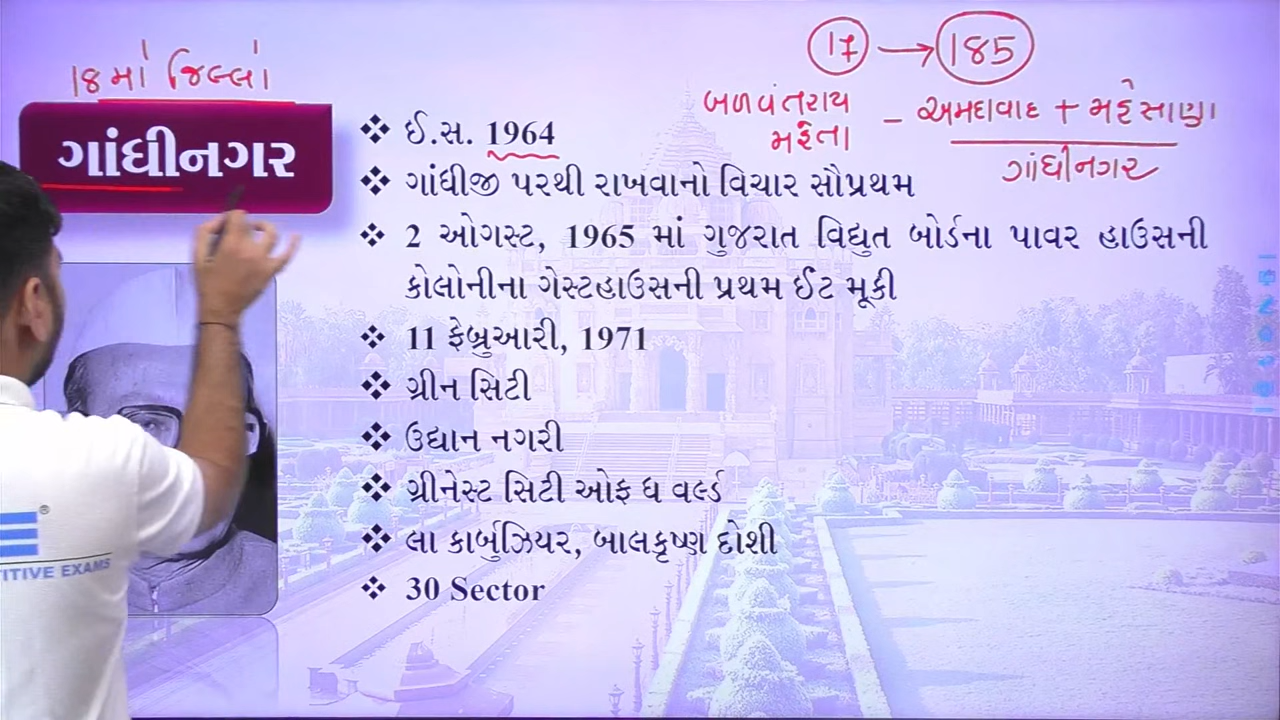 17 → 185
18માં જિલ્લો
બળવંતરાય મહેતા
– અમદાવાદ + મહેસાણા
ગાંધીનગર
ગાંધીનગર
❖ ઈ.સ. 1964
❖ ગાંધીજી પરથી રાખવાનો વિચાર સૌપ્રથમ
❖ 2 ઓગસ્ટ, 1965 માં ગુજરાત વિદ્યુત બોર્ડના પાવર હાઉસની
કોલોનીના ગેસ્ટહાઉસની પ્રથમ ઈંટ મૂકી
❖ 11 ફેબ્રુઆરી, 1971
❖ ગ્રીન સિટી
❖ ઉદ્યાન નગરી
❖ ગ્રીનેસ્ટ સિટી ઓફ ધ વર્લ્ડ
❖ લા કાર્બુઝિયર, બાલકૃષ્ણ દોશી
❖ 30 Sector
TITIVE EXAMS